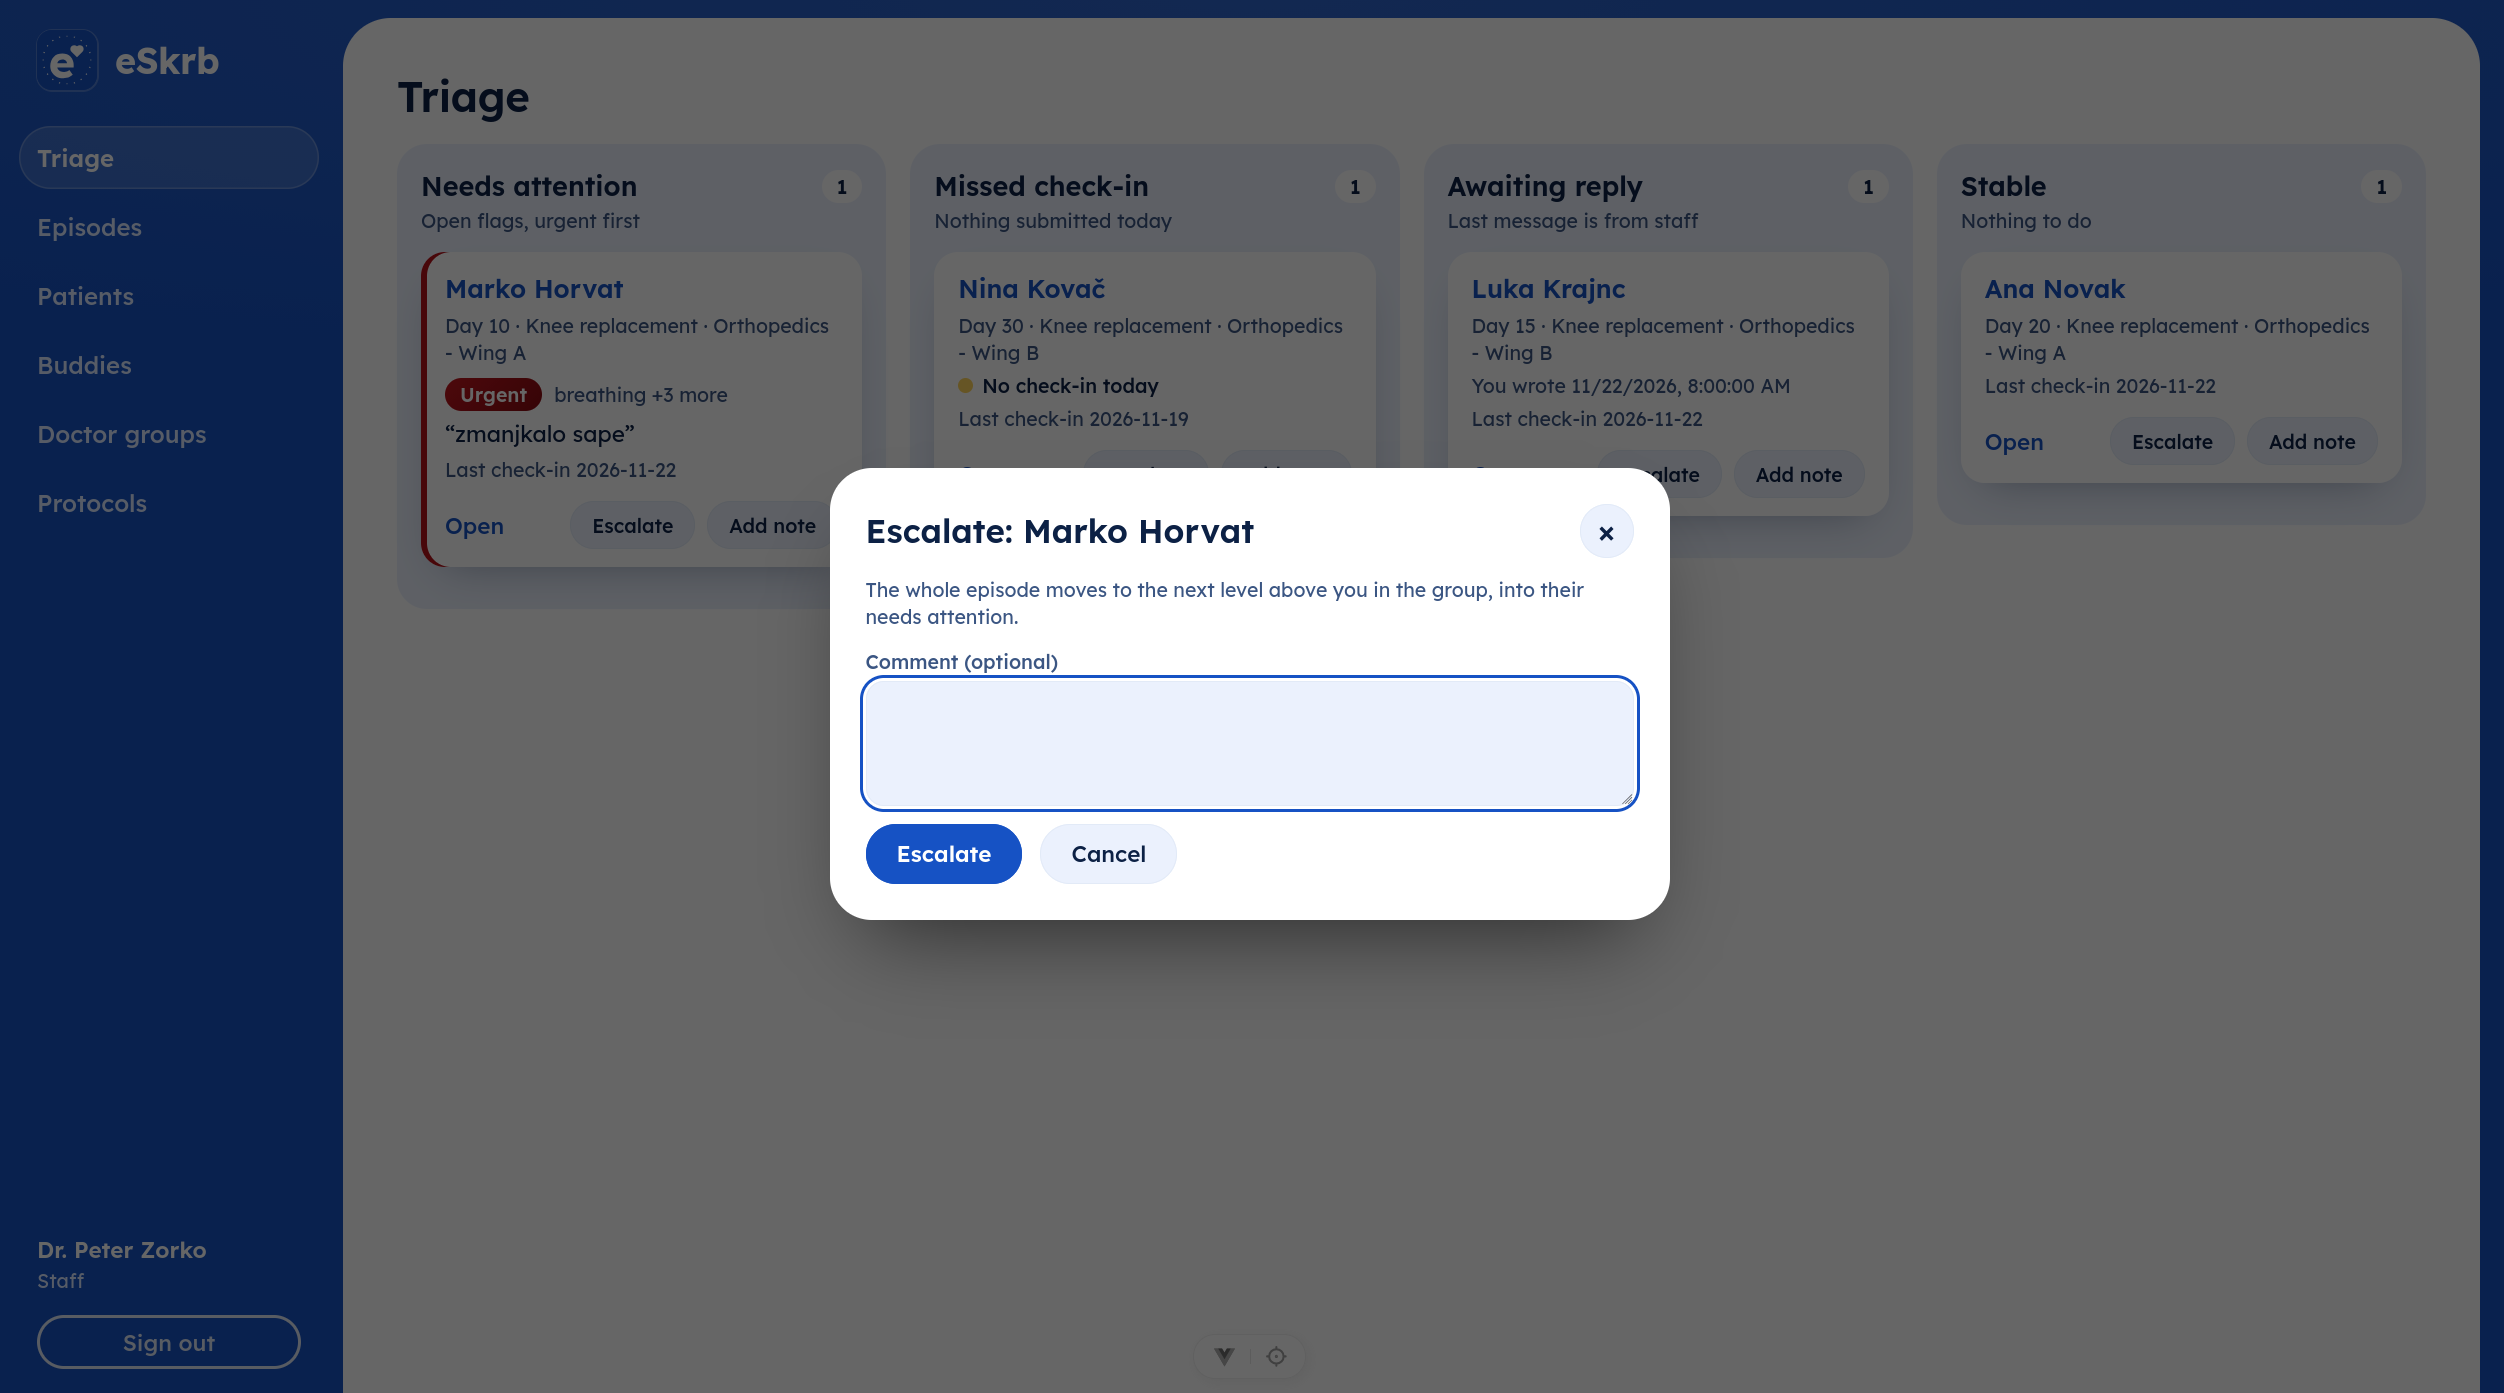 eSkrb
Triage
Episodes
Patients
Buddies
Doctor groups
Protocols
Dr. Peter Zorko
Staff
Sign out
Triage
Needs attention 1
Open flags, urgent first
Marko Horvat
Day 10 · Knee replacement · Orthopedics
- Wing A
Urgent breathing +3 more
“zmanjkalo sape”
Last check-in 2026-11-22
Open Escalate Add note
Missed check-in 1
Nothing submitted today
Nina Kovač
Day 30 · Knee replacement · Orthopedics
- Wing B
No check-in today
Last check-in 2026-11-19
Awaiting reply 1
Last message is from staff
Luka Krajnc
Day 15 · Knee replacement · Orthopedics
- Wing B
You wrote 11/22/2026, 8:00:00 AM
Last check-in 2026-11-22
Add note
Stable 1
Nothing to do
Ana Novak
Day 20 · Knee replacement · Orthopedics
- Wing A
Last check-in 2026-11-22
Open Escalate Add note
Escalate: Marko Horvat ×
The whole episode moves to the next level above you in the group, into their
needs attention.
Comment (optional)
Escalate Cancel